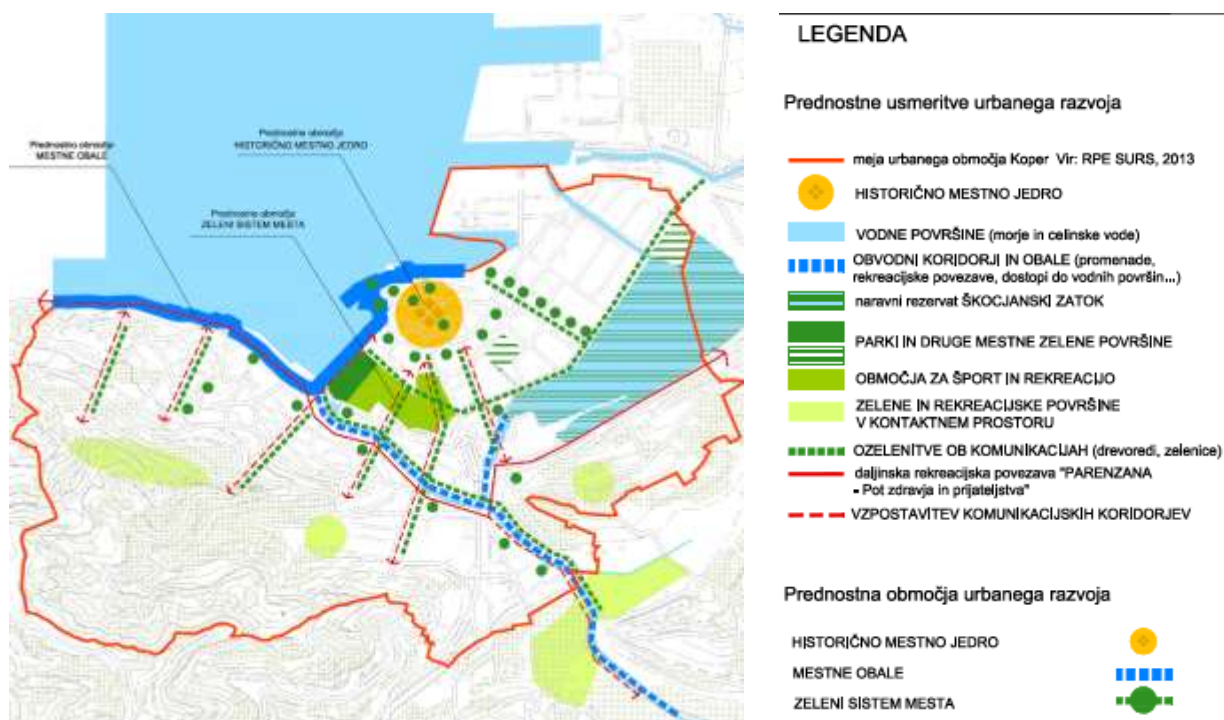 Prednostno območje
MESTNE OBALE
Prednostno območje
HISTORIČNO MESTNO JEDRO
Prednostno območje
ZELENI SISTEM MESTA
LEGENDA
Prednostne usmeritve urbanega razvoja
meja urbanega območja Koper Vir: RPE SURS, 2013
HISTORIČNO MESTNO JEDRO
VODNE POVRŠINE (morje in celinske vode)
OBVODNI KORIDORJI IN OBALE (promenade,
rekreacijske povezave, dostopi do vodnih površin...)
naravni rezervat ŠKOCJANSKI ZATOK
PARKI IN DRUGE MESTNE ZELENE POVRŠINE
OBMOČJA ZA ŠPORT IN REKREACIJO
ZELENE IN REKREACIJSKE POVRŠINE
V KONTAKTNEM PROSTORU
OZELENITVE OB KOMUNIKACIJAH (drevoredi, zelenice)
daljinska rekreacijska povezava "PARENZANA
- Pot zdravja in prijateljstva"
VZPOSTAVITEV KOMUNIKACIJSKIH KORIDORJEV
Prednostna območja urbanega razvoja
HISTORIČNO MESTNO JEDRO
MESTNE OBALE
ZELENI SISTEM MESTA